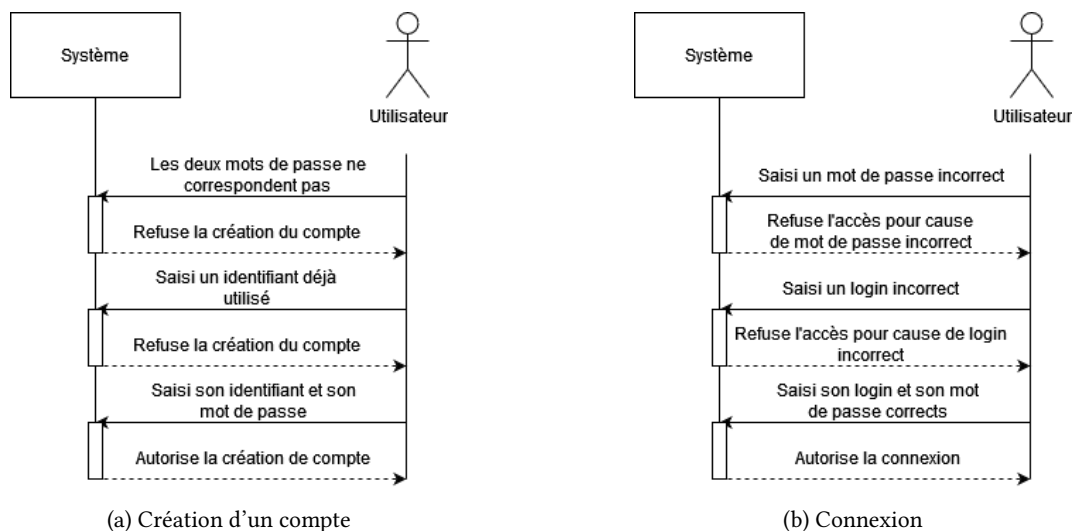 Système
Utilisateur
Les deux mots de passe ne
correspondent pas
Refuse la création du compte
Saisi un identifiant déjà
utilisé
Refuse la création du compte
Saisi son identifiant et son
mot de passe
Autorise la création de compte
(a) Création d'un compte
Système
Utilisateur
Saisi un mot de passe incorrect
Refuse l'accès pour cause
de mot de passe incorrect
Saisi un login incorrect
Refuse l'accès pour cause de login
incorrect
Saisi son login et son mot
de passe corrects
Autorise la connexion
(b) Connexion